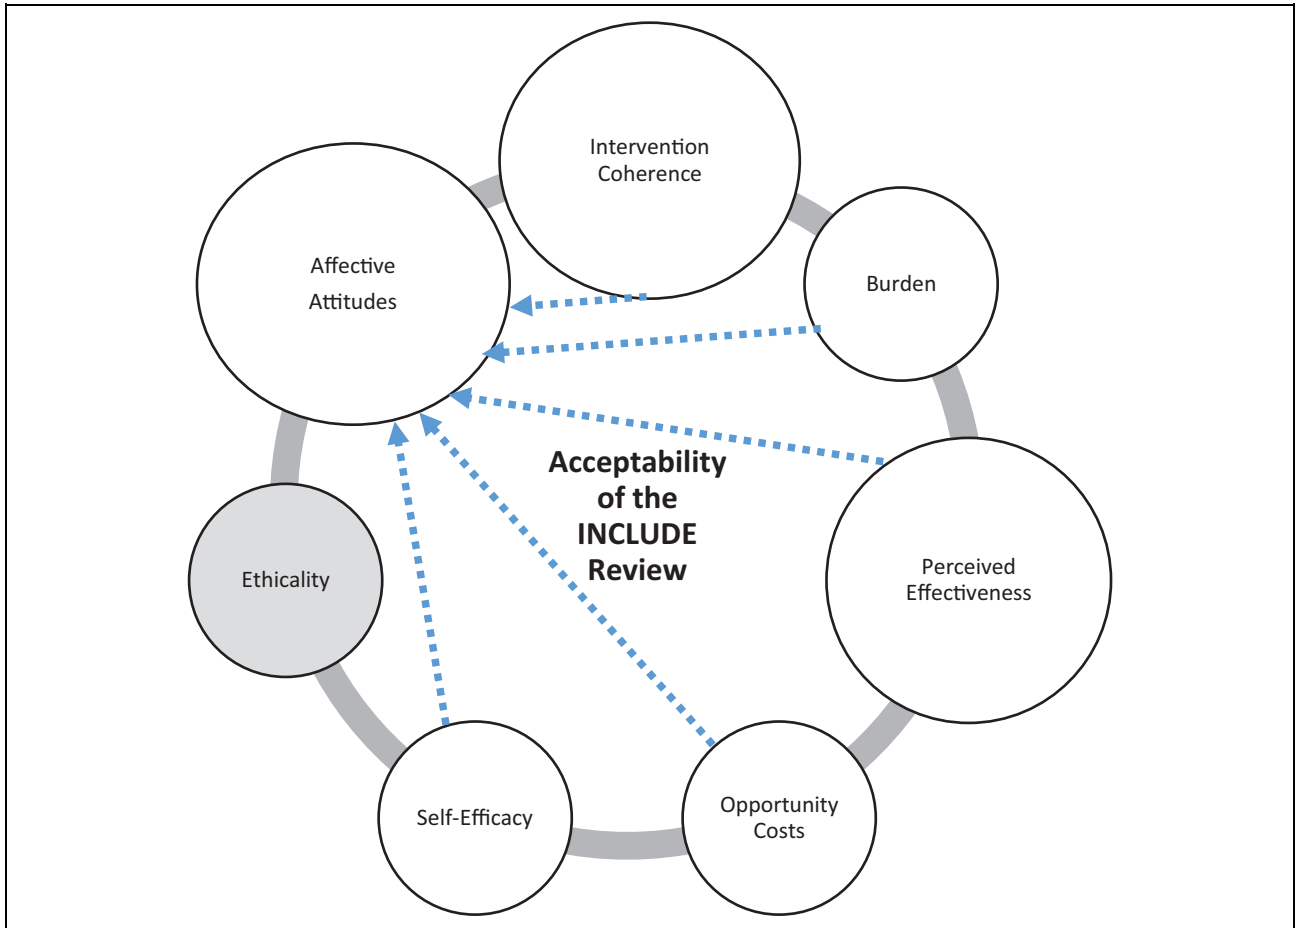 Intervention
Coherence
Affective
Attitudes
Burden
Acceptability
of the
INCLUDE
Review
Perceived
Effectiveness
Ethicality
Self-Efficacy
Opportunity
Costs